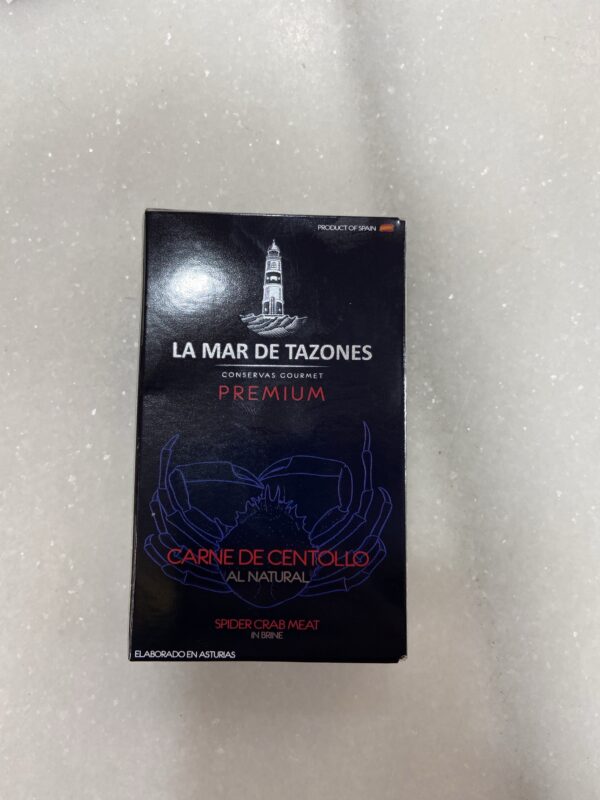 PRODUCT OF SPAIN
LA MAR DE TAZONES
CONSERVAS GOURMET
PREMIUM
CARNE DE CENTOLLO
AL NATURAL
SPIDER CRAB MEAT
IN BRINE
ELABORADO EN ASTURIAS